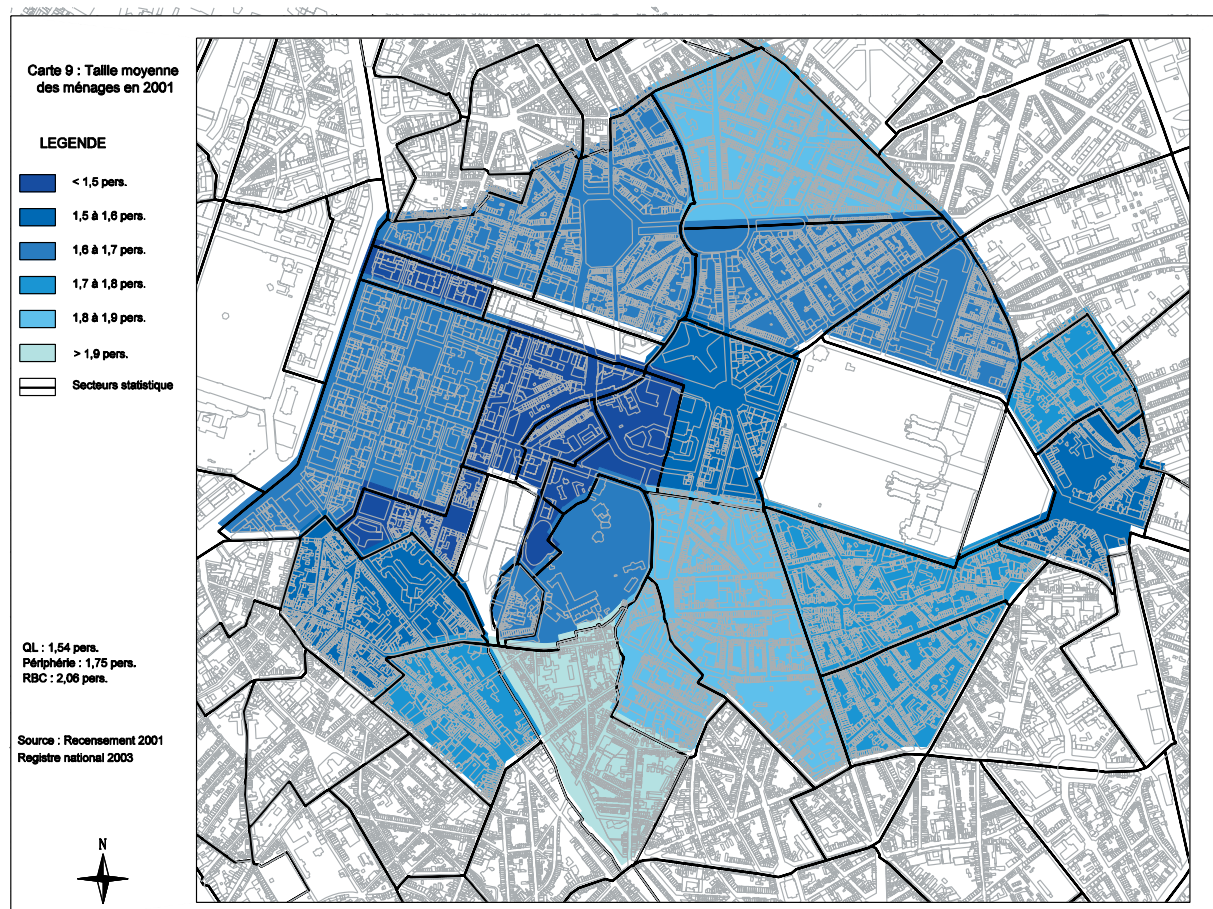 Carte 9 : Taille moyenne
des ménages en 2001
LEGENDE
< 1,5 pers.
1,5 à 1,6 pers.
1,6 à 1,7 pers.
1,7 à 1,8 pers.
1,8 à 1,9 pers.
> 1,9 pers.
Secteurs statistique
QL : 1,54 pers.
Périphérie : 1,75 pers.
RBC : 2,06 pers.
Source : Recensement 2001
Registre national 2003
N